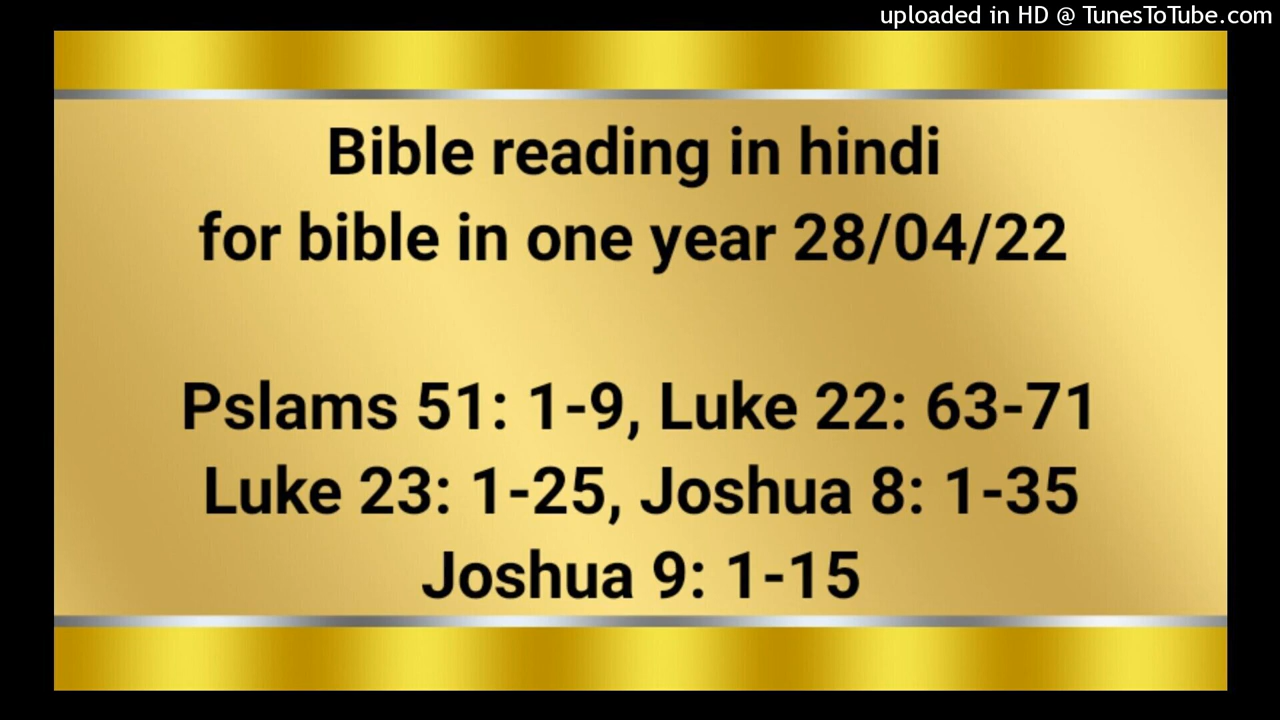 uploaded in HD @ TunesToTube.com
Bible reading in hindi
for bible in one year 28/04/22
Pslams 51: 1-9, Luke 22: 63-71
Luke 23: 1-25, Joshua 8: 1-35
Joshua 9: 1-15